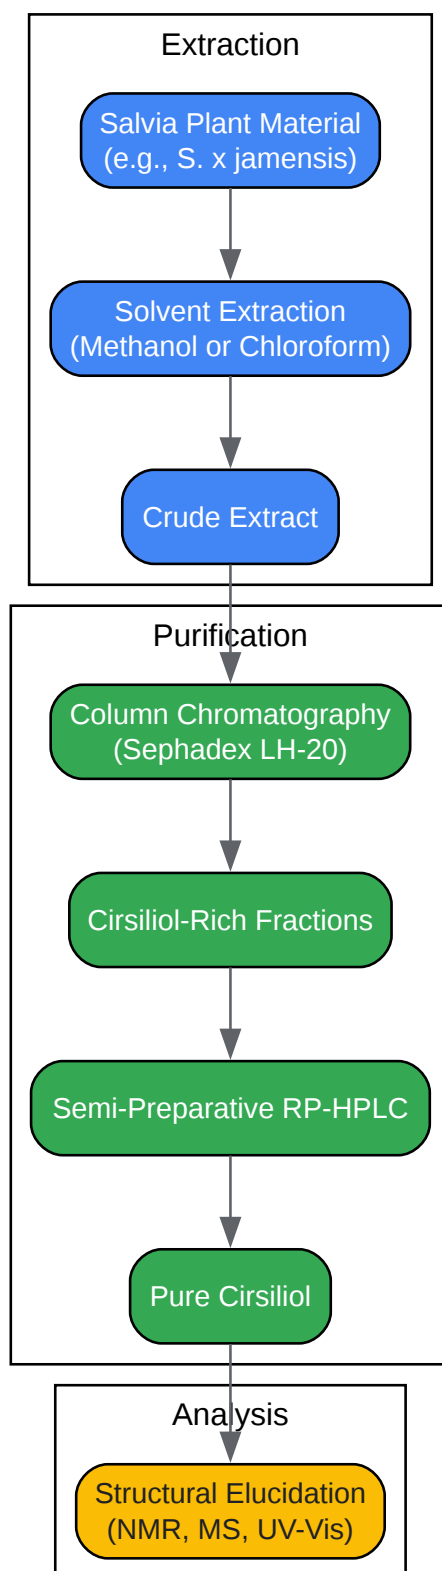 Extraction
Salvia Plant Material
(e.g., S. x jamensis)
Solvent Extraction
(Methanol or Chloroform)
Crude Extract
Purification
Column Chromatography
(Sephadex LH-20)
Cirsiliol-Rich Fractions
Semi-Preparative RP-HPLC
Pure Cirsiliol
Analysis
Structural Elucidation
(NMR, MS, UV-Vis)